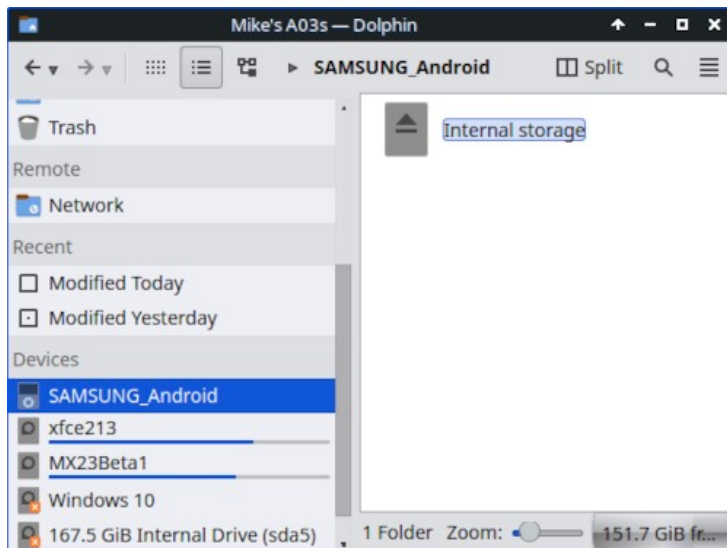 Mike's A03s — Dolphin
SAMSUNG_Android
Split
Trash
Remote
Network
Recent
Modified Today
Modified Yesterday
Devices
SAMSUNG_Android
xfce213
MX23Beta1
Windows 10
167.5 GiB Internal Drive (sda5)
Internal storage
1 Folder Zoom: 151.7 GiB fr...